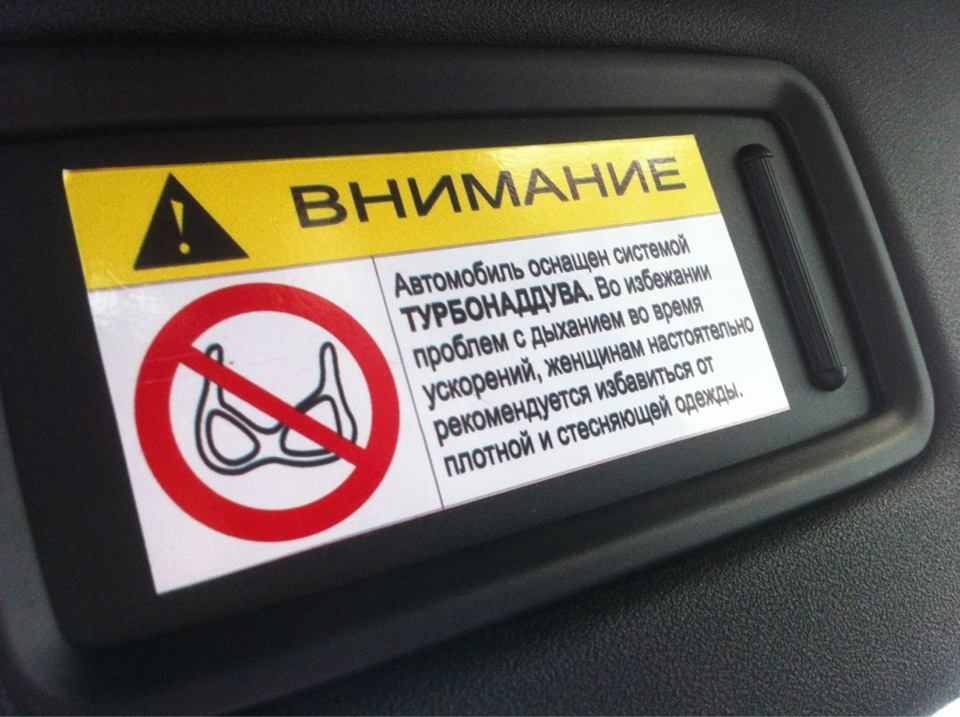 ВНИМАНИЕ
Автомобиль оснащен системой
ТУРБОНАДДУВА. Во избежании
проблем с дыханием во время
ускорений, женщинам настоятельно
рекомендуется избавиться от
плотной и стесняющей одежды.